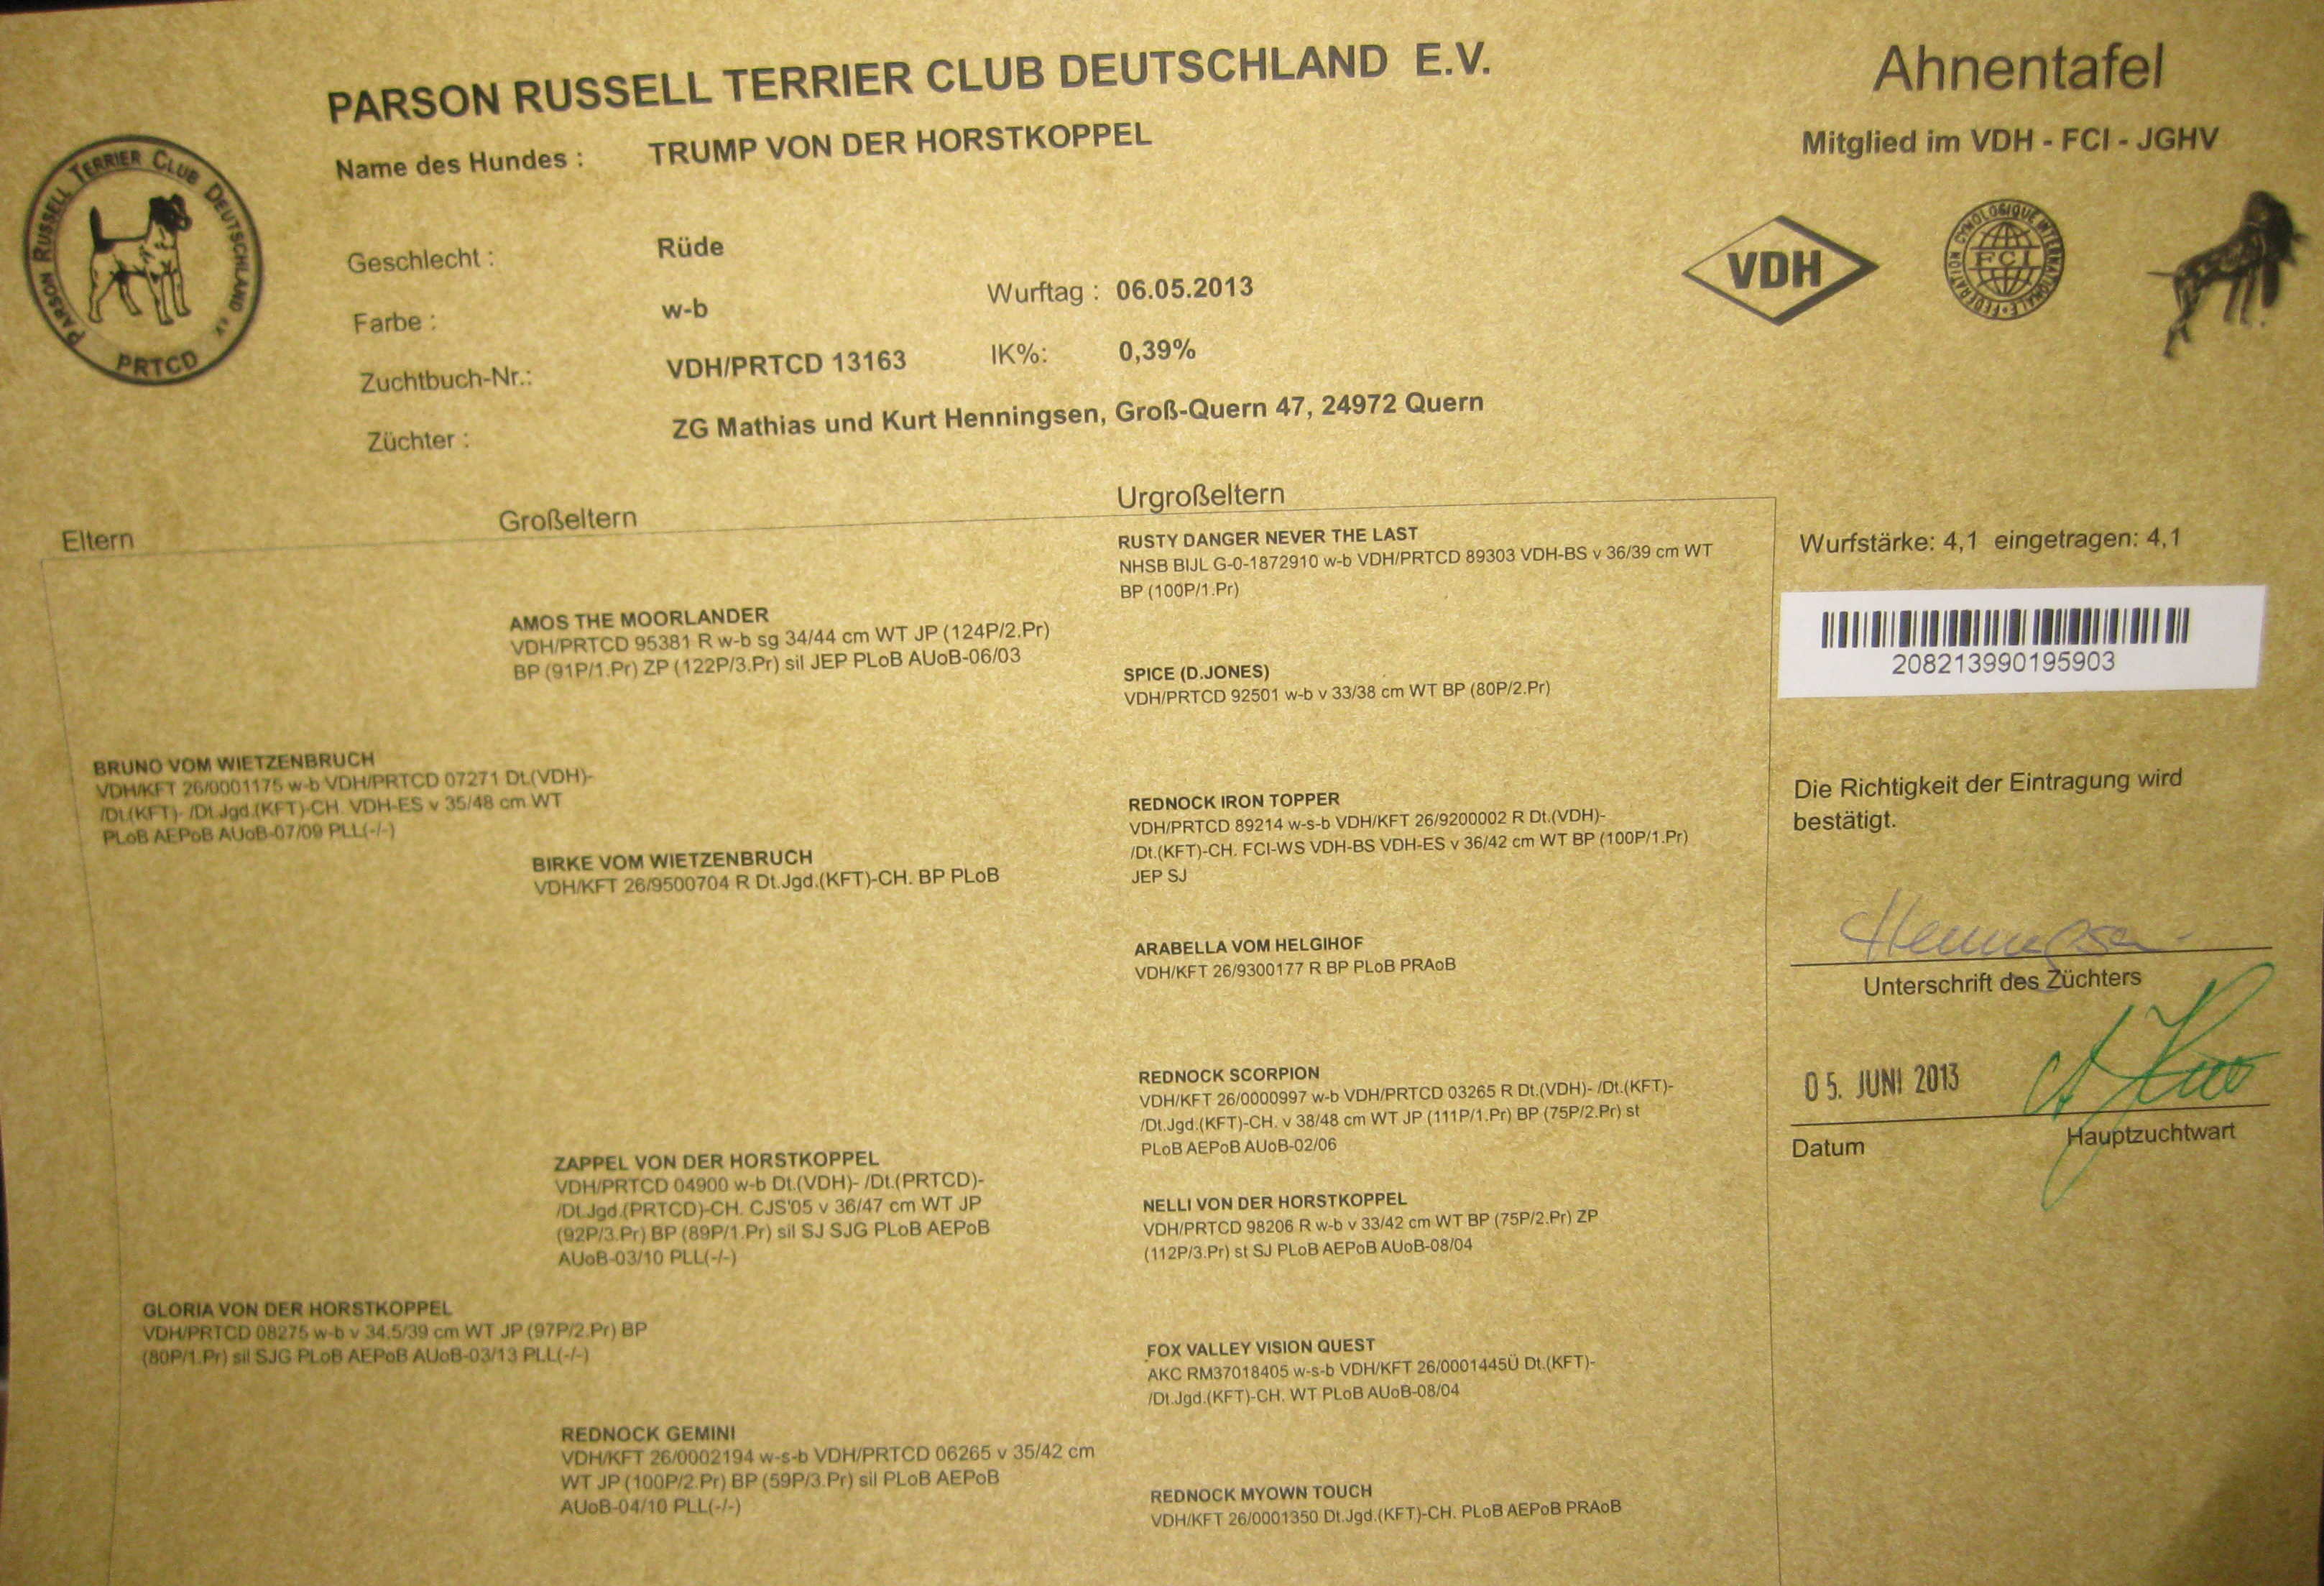 PARSON RUSSELL TERRIER CLUB DEUTSCHLAND E.V.
Ahnentafel
Mitglied im VDH - FCI - JGHV
PARSON RUSSELL TERRIER CLUB DEUTSCHLAND e.V.
PRTCD
VDH
FEDERATION CYNOLOGIQUE INTERNATIONALE
FCI
Name des Hundes : TRUMP VON DER HORSTKOPPEL
Geschlecht : Rüde
Farbe : w-b Wurftag : 06.05.2013
Zuchtbuch-Nr.: VDH/PRTCD 13163 IK%: 0,39%
Züchter : ZG Mathias und Kurt Henningsen, Groß-Quern 47, 24972 Quern
Eltern Großeltern Urgroßeltern
BRUNO VOM WIETZENBRUCH
VDH/KFT 26/0001175 w-b VDH/PRTCD 07271 Dt.(VDH)-
/Dt.(KFT)- /Dt.Jgd.(KFT)-CH. VDH-ES v 35/48 cm WT
PLoB AEPoB AUoB-07/09 PLL(-/-)
GLORIA VON DER HORSTKOPPEL
VDH/PRTCD 08275 w-b v 34,5/39 cm WT JP (97P/2.Pr) BP
(80P/1.Pr) sil SJG PLoB AEPoB AUoB-03/13 PLL(-/-)
AMOS THE MOORLANDER
VDH/PRTCD 95381 R w-b sg 34/44 cm WT JP (124P/2.Pr)
BP (91P/1.Pr) ZP (122P/3.Pr) sil JEP PLoB AUoB-06/03
BIRKE VOM WIETZENBRUCH
VDH/KFT 26/9500704 R Dt.Jgd.(KFT)-CH. BP PLoB
ZAPPEL VON DER HORSTKOPPEL
VDH/PRTCD 04900 w-b Dt.(VDH)- /Dt.(PRTCD)-
/Dt.Jgd.(PRTCD)-CH. CJS'05 v 36/47 cm WT JP
(92P/3.Pr) BP (89P/1.Pr) sil SJ SJG PLoB AEPoB
AUoB-03/10 PLL(-/-)
REDNOCK GEMINI
VDH/KFT 26/0002194 w-s-b VDH/PRTCD 06265 v 35/42 cm
WT JP (100P/2.Pr) BP (59P/3.Pr) sil PLoB AEPoB
AUoB-04/10 PLL(-/-)
RUSTY DANGER NEVER THE LAST
NHSB BIJL G-0-1872910 w-b VDH/PRTCD 89303 VDH-BS v 36/39 cm WT
BP (100P/1.Pr)
SPICE (D.JONES)
VDH/PRTCD 92501 w-b v 33/38 cm WT BP (80P/2.Pr)
REDNOCK IRON TOPPER
VDH/PRTCD 89214 w-s-b VDH/KFT 26/9200002 R Dt.(VDH)-
/Dt.(KFT)-CH. FCI-WS VDH-BS VDH-ES v 36/42 cm WT BP (100P/1.Pr)
JEP SJ
ARABELLA VOM HELGIHOF
VDH/KFT 26/9300177 R BP PLoB PRAoB
REDNOCK SCORPION
VDH/KFT 26/0000997 w-b VDH/PRTCD 03265 R Dt.(VDH)- /Dt.(KFT)-
/Dt.Jgd.(KFT)-CH. v 38/48 cm WT JP (111P/1.Pr) BP (75P/2.Pr) st
PLoB AEPoB AUoB-02/06
NELLI VON DER HORSTKOPPEL
VDH/PRTCD 98206 R w-b v 33/42 cm WT BP (75P/2.Pr) ZP
(112P/3.Pr) st SJ PLoB AEPoB AUoB-08/04
FOX VALLEY VISION QUEST
AKC RM37018405 w-s-b VDH/KFT 26/0001445Ü Dt.(KFT)-
/Dt.Jgd.(KFT)-CH. WT PLoB AUoB-08/04
REDNOCK MYOWN TOUCH
VDH/KFT 26/0001350 Dt.Jgd.(KFT)-CH. PLoB AEPoB PRAoB
Wurfstärke: 4,1 eingetragen: 4,1
208213990195903
Die Richtigkeit der Eintragung wird
bestätigt.
Henningsen
Unterschrift des Züchters
05. JUNI 2013
Datum Hauptzuchtwart